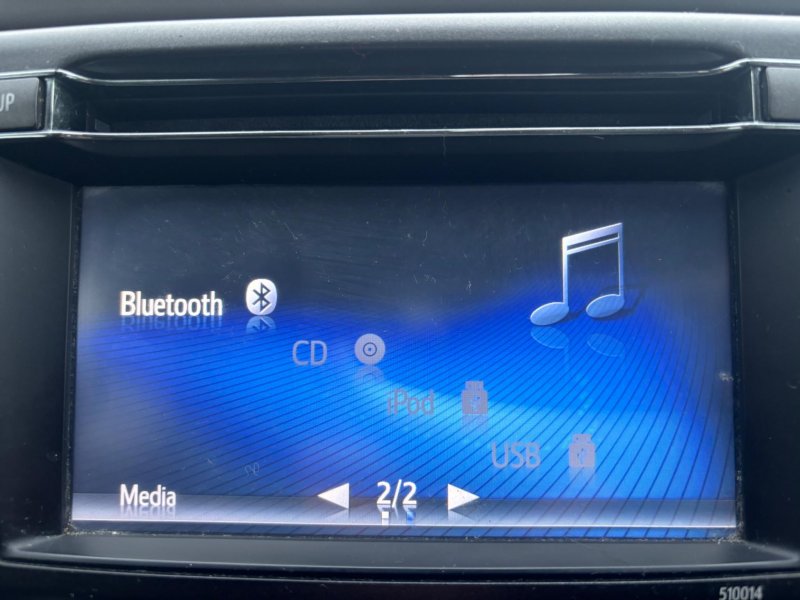 UP
Bluetooth
CD
iPod
USB
Media
2/2
510014